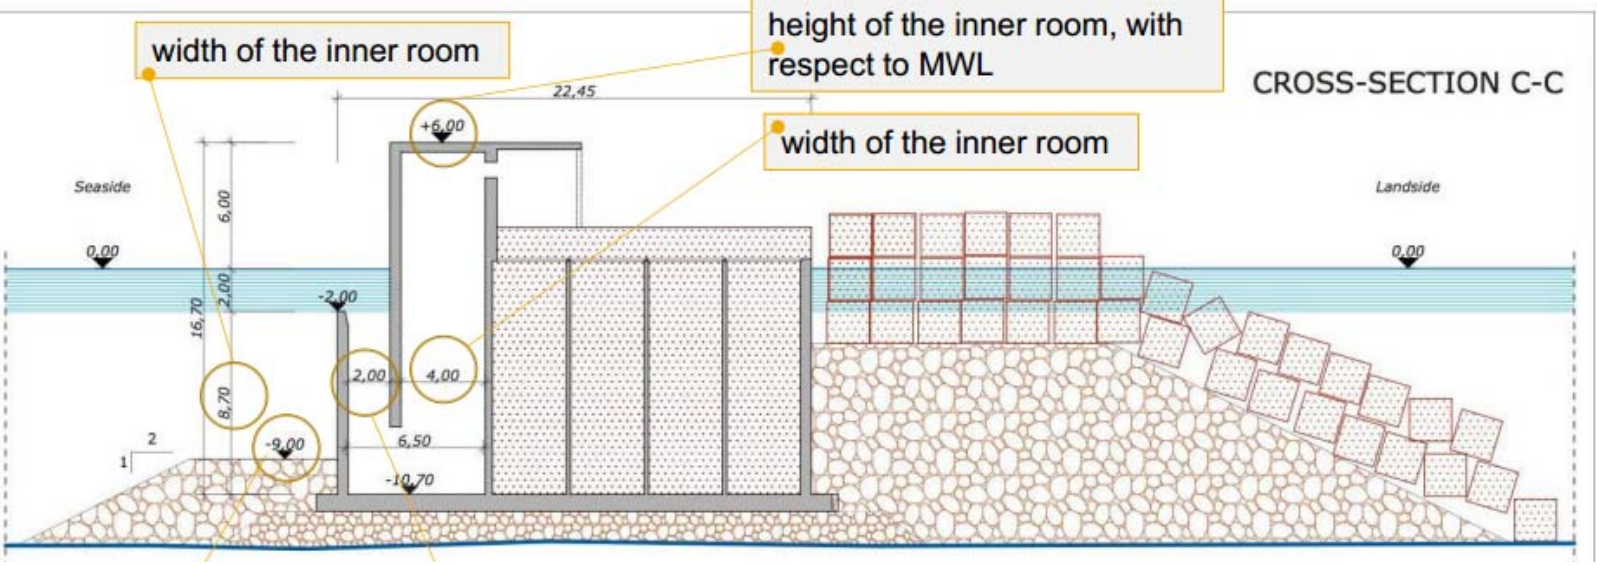 height of the inner room, with
respect to MWL
width of the inner room
CROSS-SECTION C-C
22,45
+6,00
width of the inner room
Seaside
Landside
6,00
0,00
0,00
2,00
-2,00
16,70
2,00
4,00
8,70
2
-9,00
6,50
1
-10,70